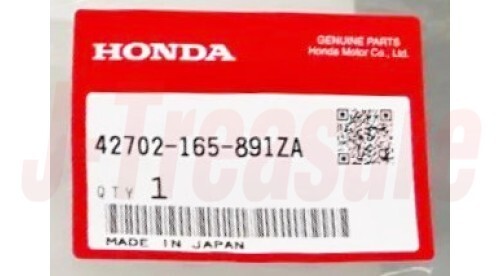 HONDA
GENUINE PARTS
Honda Motor Co., Ltd.
42702-165-891ZA
QTY 1
MADE IN JAPAN
J-Treasure